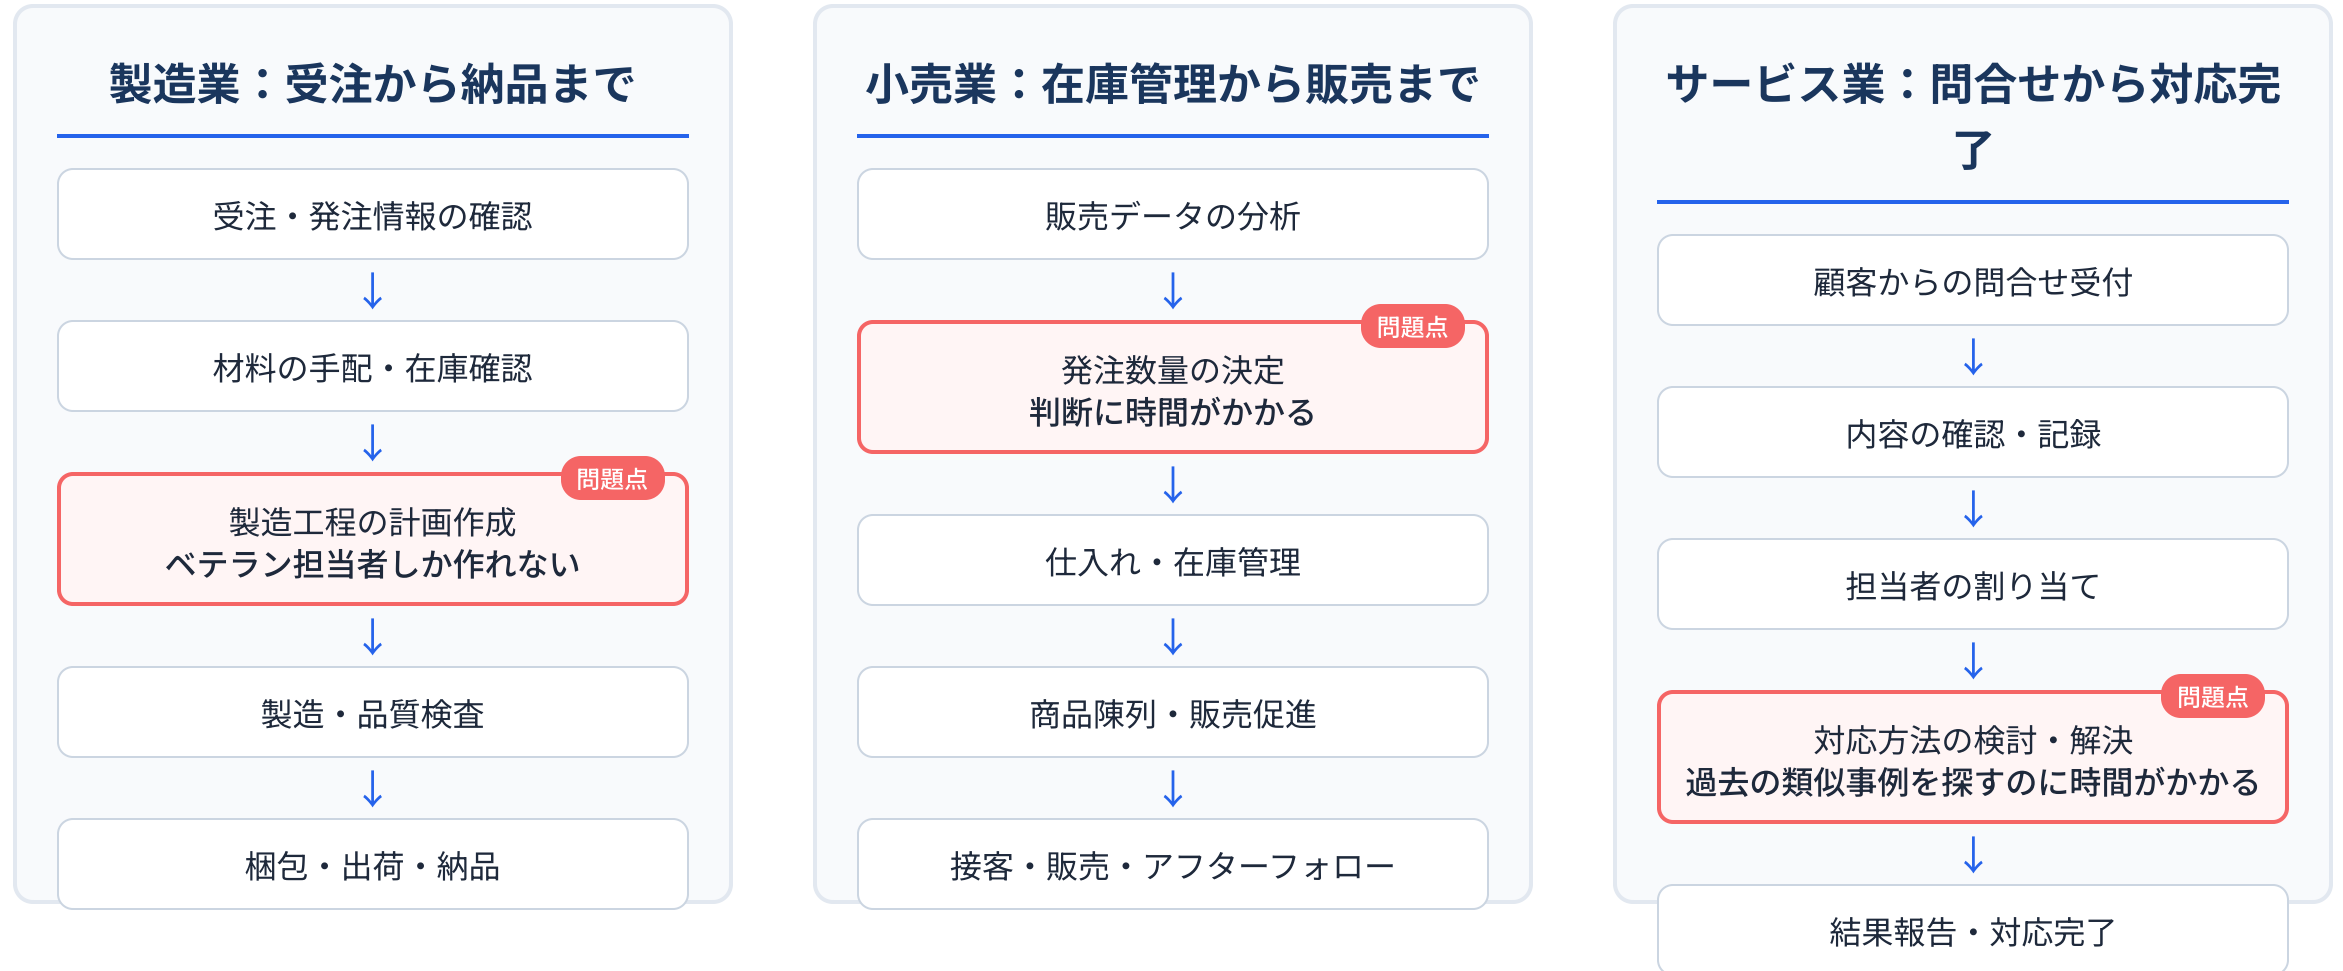 製造業：受注から納品まで
受注・発注情報の確認
↓
材料の手配・在庫確認
↓
問題点
製造工程の計画作成
ベテラン担当者しか作れない
↓
製造・品質検査
↓
梱包・出荷・納品
小売業：在庫管理から販売まで
販売データの分析
↓
問題点
発注数量の決定
判断に時間がかかる
↓
仕入れ・在庫管理
↓
商品陳列・販売促進
↓
接客・販売・アフターフォロー
サービス業：問合せから対応完
了
顧客からの問合せ受付
↓
内容の確認・記録
↓
担当者の割り当て
↓
問題点
対応方法の検討・解決
過去の類似事例を探すのに時間がかかる
↓
結果報告・対応完了